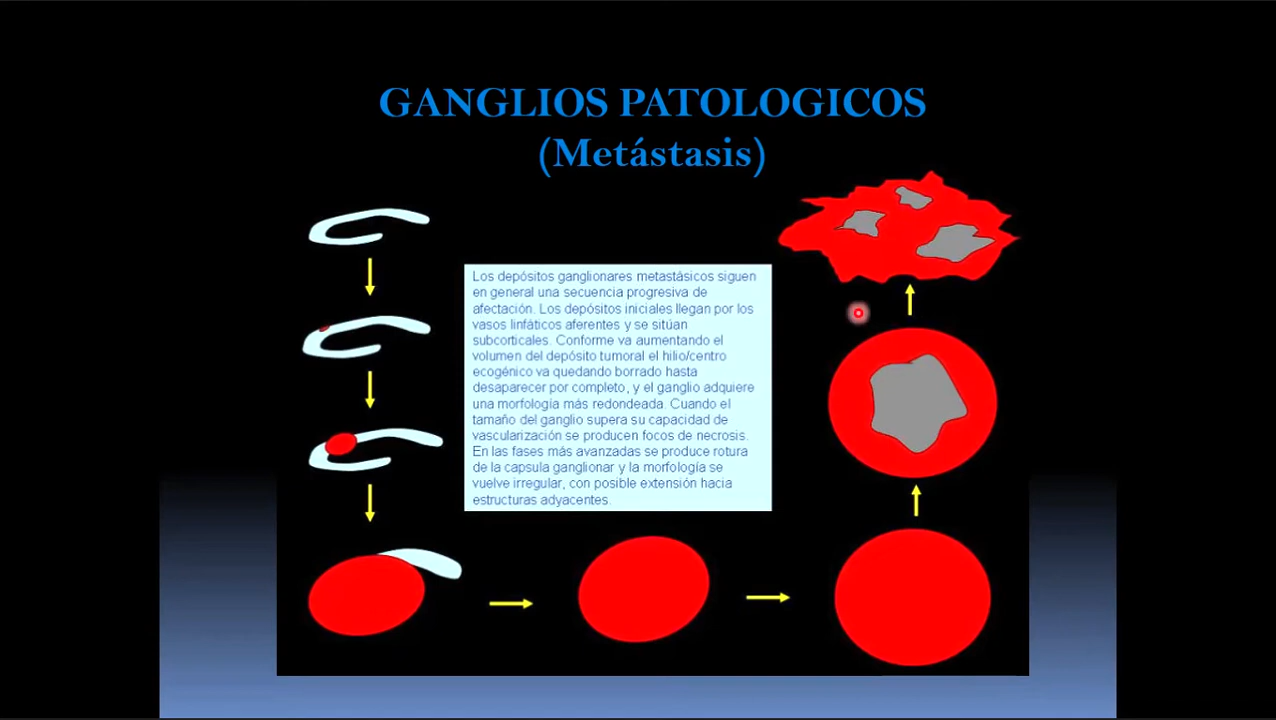 GANGLIOS PATOLOGICOS
(Metástasis)
Los depósitos ganglionares metastásicos siguen
en general una secuencia progresiva de
afectación. Los depósitos iniciales llegan por los
vasos linfáticos aferentes y se sitúan
subcorticales. Conforme va aumentando el
volumen del depósito tumoral el hilio/centro
ecogénico va quedando borrado hasta
desaparecer por completo, y el ganglio adquiere
una morfología más redondeada. Cuando el
tamaño del ganglio supera su capacidad de
vascularización se producen focos de necrosis.
En las fases más avanzadas se produce rotura
de la capsula ganglionar y la morfología se
vuelve irregular, con posible extensión hacia
estructuras adyacentes.